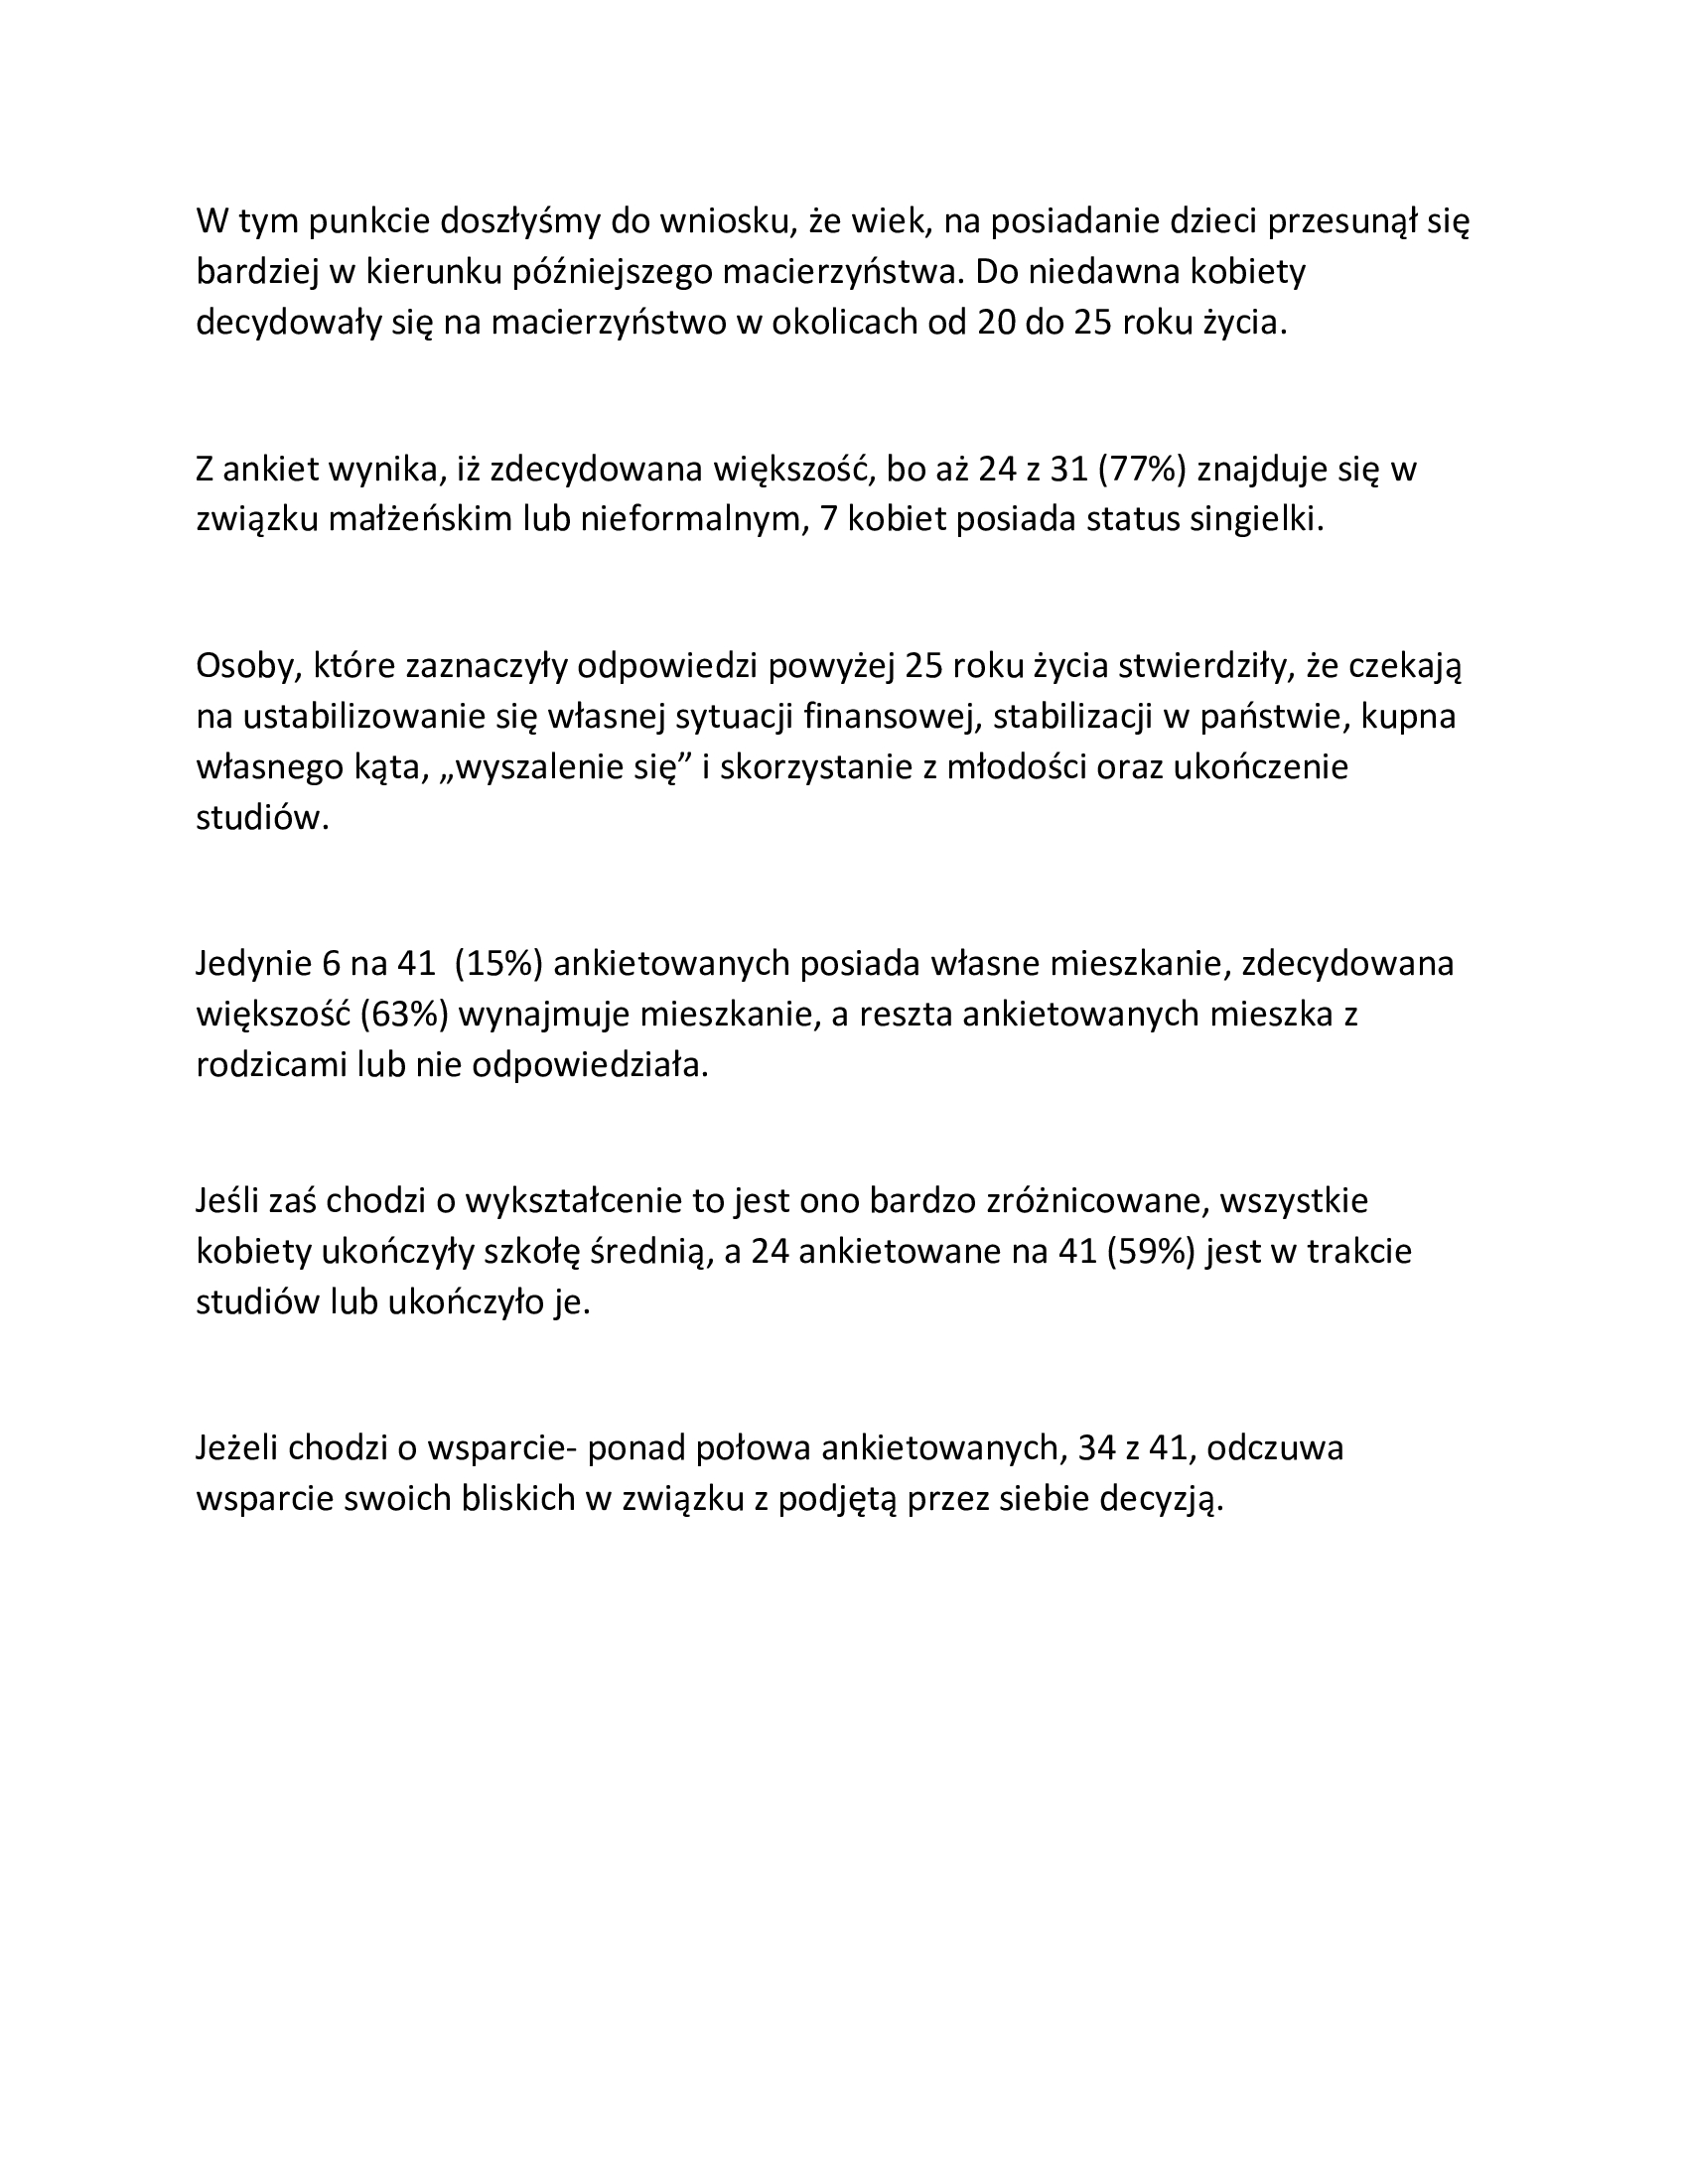 W tym punkcie doszłyśmy do wniosku, że wiek, na posiadanie dzieci przesunął się
bardziej w kierunku późniejszego macierzyństwa. Do niedawna kobiety
decydowały się na macierzyństwo w okolicach od 20 do 25 roku życia.
Z ankiet wynika, iż zdecydowana większość, bo aż 24 z 31 (77%) znajduje się w
związku małżeńskim lub nieformalnym, 7 kobiet posiada status singielki.
Osoby, które zaznaczyły odpowiedzi powyżej 25 roku życia stwierdziły, że czekają
na ustabilizowanie się własnej sytuacji finansowej, stabilizacji w państwie, kupna
własnego kąta, „wyszalenie się” i skorzystanie z młodości oraz ukończenie
studiów.
Jedynie 6 na 41  (15%) ankietowanych posiada własne mieszkanie, zdecydowana
większość (63%) wynajmuje mieszkanie, a reszta ankietowanych mieszka z
rodzicami lub nie odpowiedziała.
Jeśli zaś chodzi o wykształcenie to jest ono bardzo zróżnicowane, wszystkie
kobiety ukończyły szkołę średnią, a 24 ankietowane na 41 (59%) jest w trakcie
studiów lub ukończyło je.
Jeżeli chodzi o wsparcie- ponad połowa ankietowanych, 34 z 41, odczuwa
wsparcie swoich bliskich w związku z podjętą przez siebie decyzją.